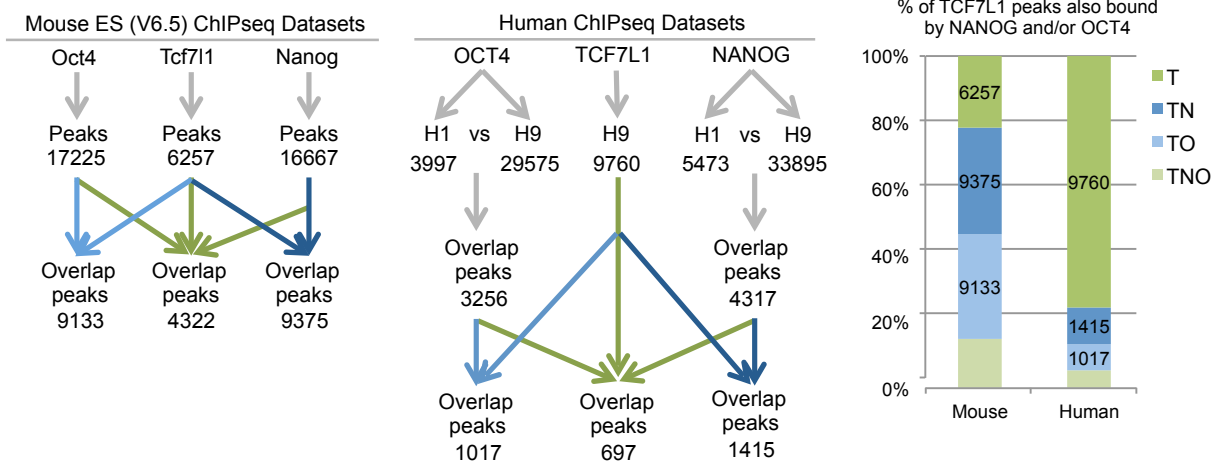 Mouse ES (V6.5) ChIPseq Datasets
Oct4 Tcf7l1 Nanog
Peaks Peaks Peaks
17225 6257 16667
Overlap Overlap Overlap
peaks peaks peaks
9133 4322 9375
Human ChIPseq Datasets
OCT4 TCF7L1 NANOG
H1 vs H9 H9 H1 vs H9
3997 29575 9760 5473 33895
Overlap Overlap
peaks peaks
3256 4317
Overlap Overlap Overlap
peaks peaks peaks
1017 697 1415
% of TCF7L1 peaks also bound
by NANOG and/or OCT4
100%
80%
60%
40%
20%
0%
6257
9375
9133
9760
1415
1017
Mouse Human
T
TN
TO
TNO